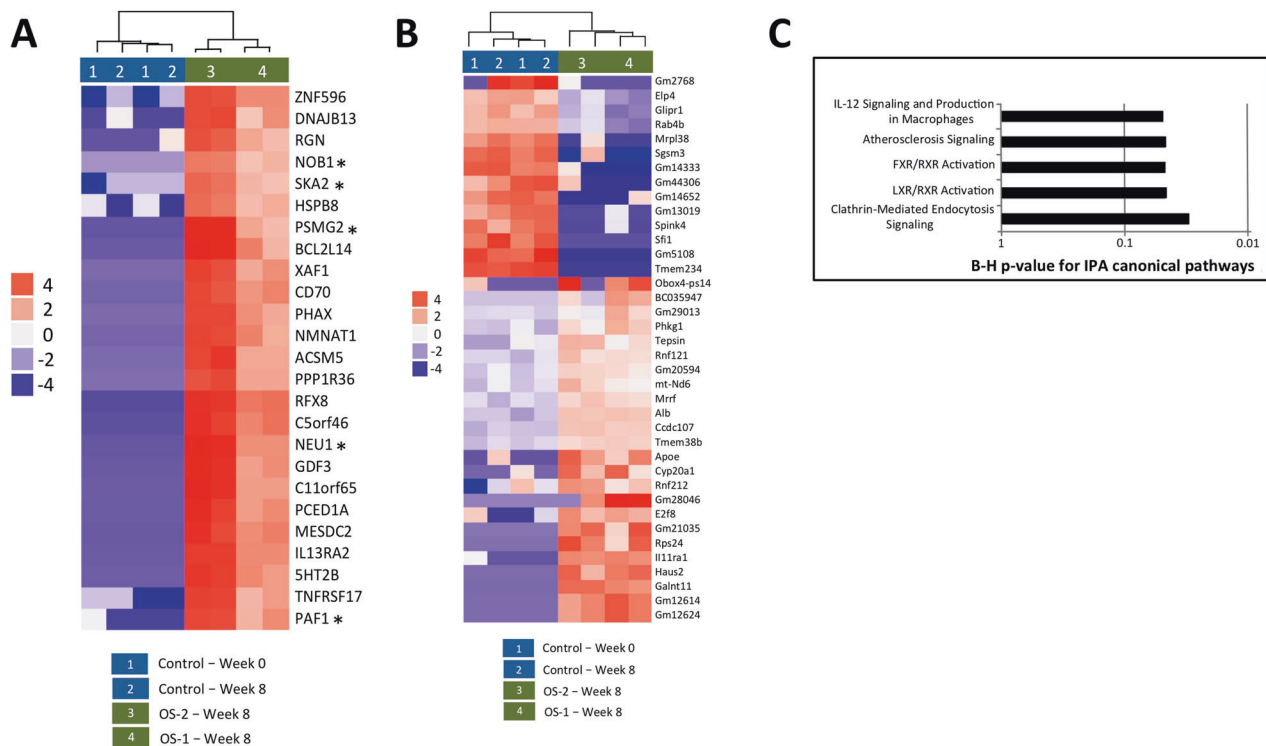 A
1 2 1 2 3 4
ZNF596
DNAJB13
RGN
NOB1 *
SKA2 *
HSPB8
PSMG2 *
BCL2L14
XAF1
CD70
PHAX
NMNAT1
ACSM5
PPP1R36
RFX8
C5orf46
NEU1 *
GDF3
C11orf65
PCED1A
MESDC2
IL13RA2
5HT2B
TNFRSF17
PAF1 *
4
2
0
-2
-4
1 Control – Week 0
2 Control – Week 8
3 OS-2 – Week 8
4 OS-1 – Week 8
B
1 2 1 2 3 4
Gm2768
Elp4
Glipr1
Rab4b
Mrpl38
Sgsm3
Gm14333
Gm44306
Gm14652
Gm13019
Spink4
Sfi1
Gm5108
Tmem234
Obox4-ps14
BC035947
Gm29013
Phkg1
Tepsin
Rnf121
Gm20594
mt-Nd6
Mrrf
Alb
Ccdc107
Tmem38b
Apoe
Cyp20a1
Rnf212
Gm28046
E2f8
Gm21035
Rps24
Il11ra1
Haus2
Galnt11
Gm12614
Gm12624
4
2
0
-2
-4
1 Control – Week 0
2 Control – Week 8
3 OS-2 – Week 8
4 OS-1 – Week 8
C
IL-12 Signaling and Production
in Macrophages
Atherosclerosis Signaling
FXR/RXR Activation
LXR/RXR Activation
Clathrin-Mediated Endocytosis
Signaling
1 0.1 0.01
B-H p-value for IPA canonical pathways